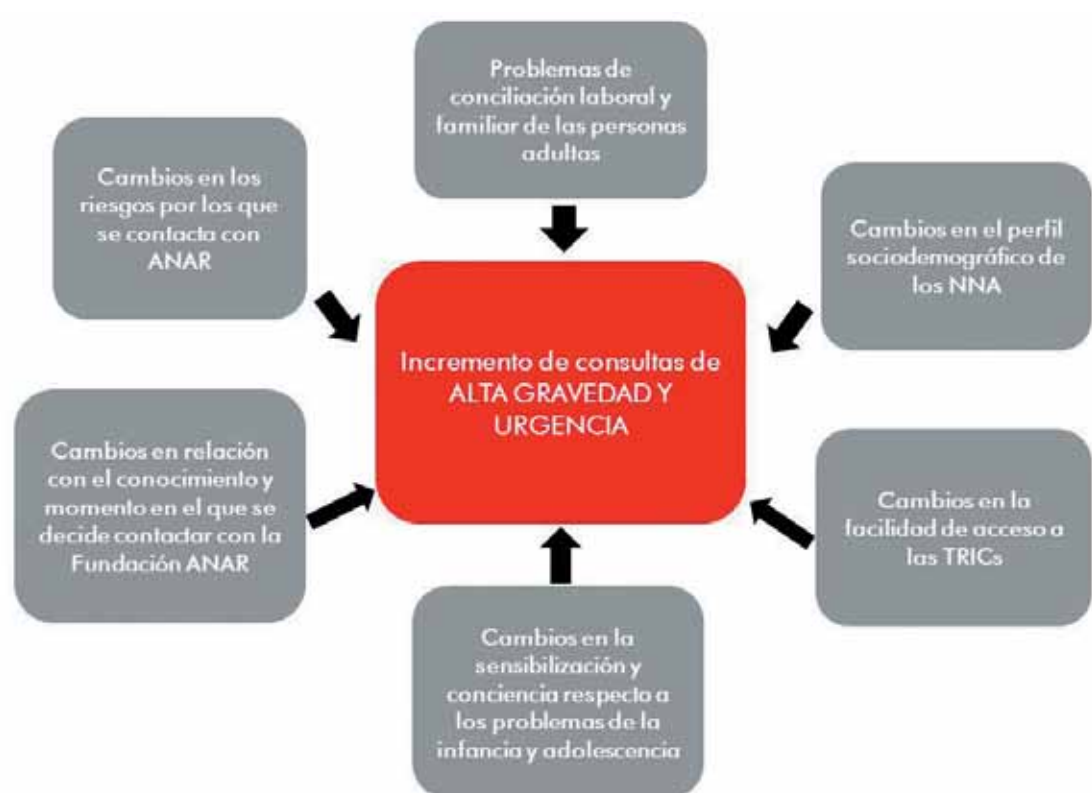 Problemas de
conciliación laboral y
familiar de las personas
adultas
Cambios en los
riesgos por los que
se contacta con
ANAR
Cambios en el perfil
sociodemográfico de
los NNA
Incremento de consultas de
ALTA GRAVEDAD Y
URGENCIA
Cambios en relación
con el conocimiento y
momento en el que se
decide contactar con la
Fundación ANAR
Cambios en la
facilidad de acceso a
las TRICs
Cambios en la
sensibilización y
conciencia respecto a
los problemas de la
infancia y adolescencia